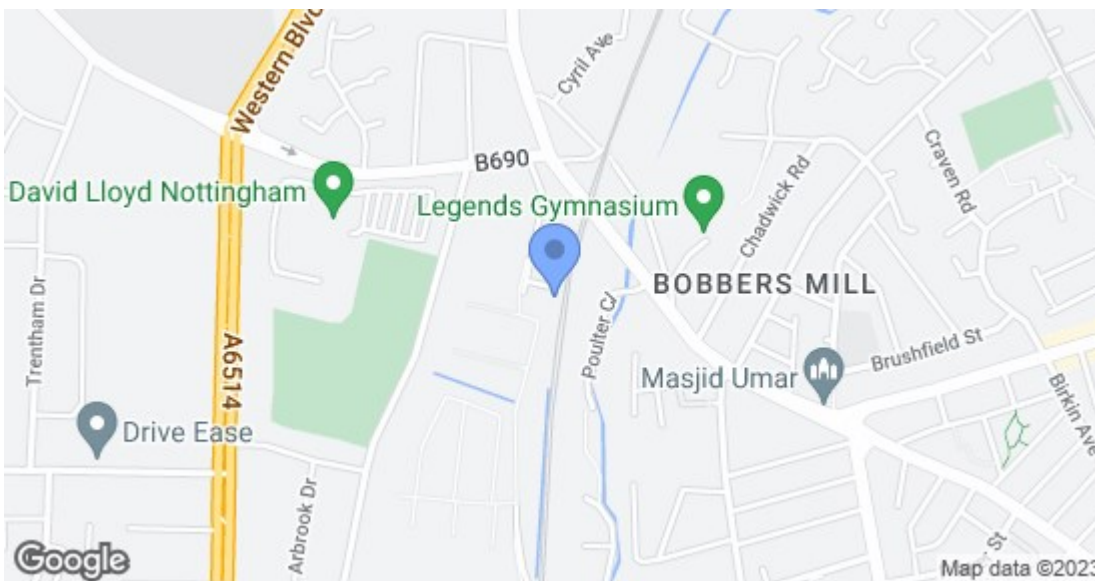 Western Blvd
Cyril Ave
B690
David Lloyd Nottingham
Legends Gymnasium
Chadwick Rd
Craven Rd
BOBBERS MILL
Trentham Dr
A6514
Poulter Cl
Brushfield St
Masjid Umar
Birkin Ave
Drive Ease
Arbrook Dr
St
Google
Map data ©2023